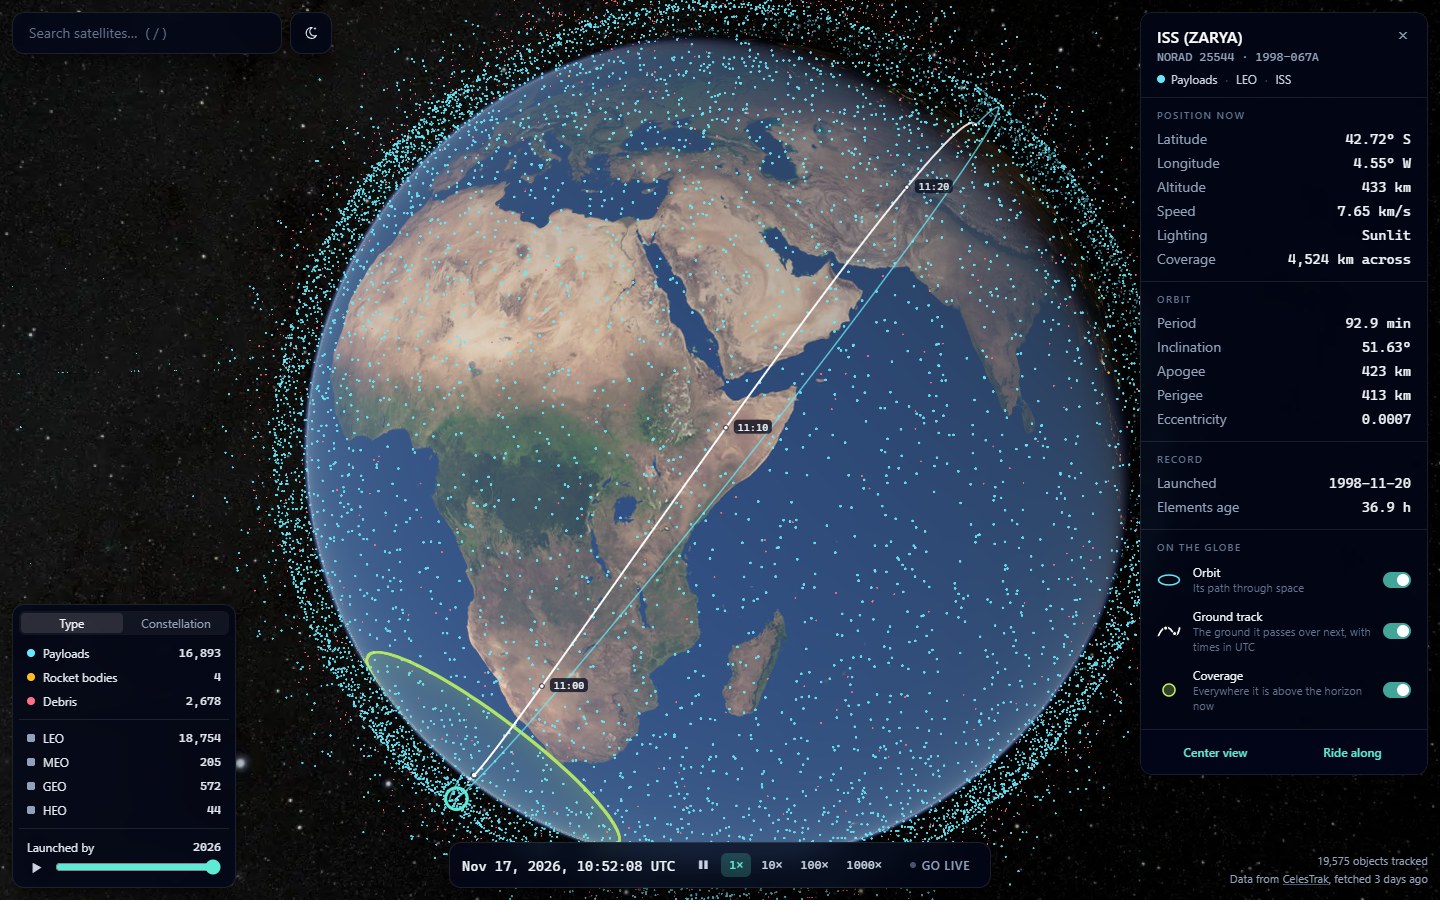 Search satellites... (/)
ISS (ZARYA)
×
NORAD 25544 · 1998-067A
Payloads · LEO · ISS
POSITION NOW
Latitude 42.72° S
Longitude 4.55° W
Altitude 433 km
Speed 7.65 km/s
Lighting Sunlit
Coverage 4,524 km across
ORBIT
Period 92.9 min
Inclination 51.63°
Apogee 423 km
Perigee 413 km
Eccentricity 0.0007
RECORD
Launched 1998-11-20
Elements age 36.9 h
ON THE GLOBE
Orbit
Its path through space
Ground track
The ground it passes over next, with
times in UTC
Coverage
Everywhere it is above the horizon
now
Center view Ride along
11:20
11:10
11:00
Type Constellation
Payloads 16,893
Rocket bodies 4
Debris 2,678
LEO 18,754
MEO 205
GEO 572
HEO 44
Launched by 2026
Nov 17, 2026, 10:52:08 UTC 1× 10× 100× 1000× GO LIVE
19,575 objects tracked
Data from CelesTrak, fetched 3 days ago